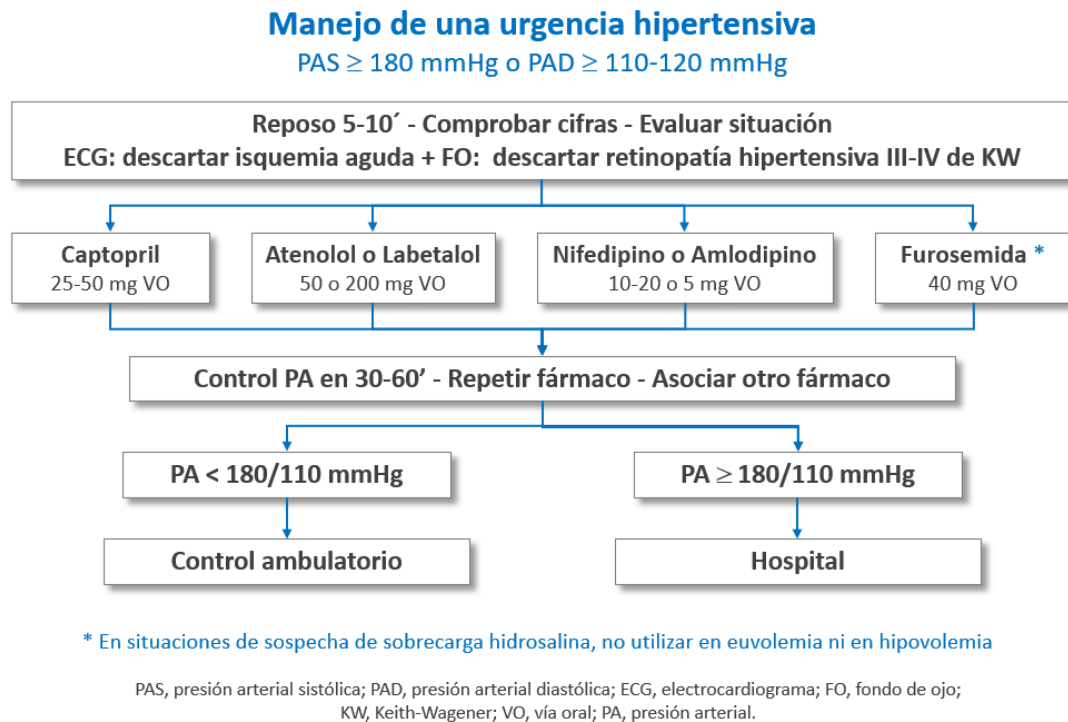 Manejo de una urgencia hipertensiva
PAS ≥ 180 mmHg o PAD ≥ 110-120 mmHg
Reposo 5-10´ - Comprobar cifras - Evaluar situación
ECG: descartar isquemia aguda + FO: descartar retinopatía hipertensiva III-IV de KW
Captopril
25-50 mg VO
Atenolol o Labetalol
50 o 200 mg VO
Nifedipino o Amlodipino
10-20 o 5 mg VO
Furosemida *
40 mg VO
Control PA en 30-60’ - Repetir fármaco - Asociar otro fármaco
PA < 180/110 mmHg
PA ≥ 180/110 mmHg
Control ambulatorio
Hospital
* En situaciones de sospecha de sobrecarga hidrosalina, no utilizar en euvolemia ni en hipovolemia
PAS, presión arterial sistólica; PAD, presión arterial diastólica; ECG, electrocardiograma; FO, fondo de ojo;
KW, Keith-Wagener; VO, vía oral; PA, presión arterial.